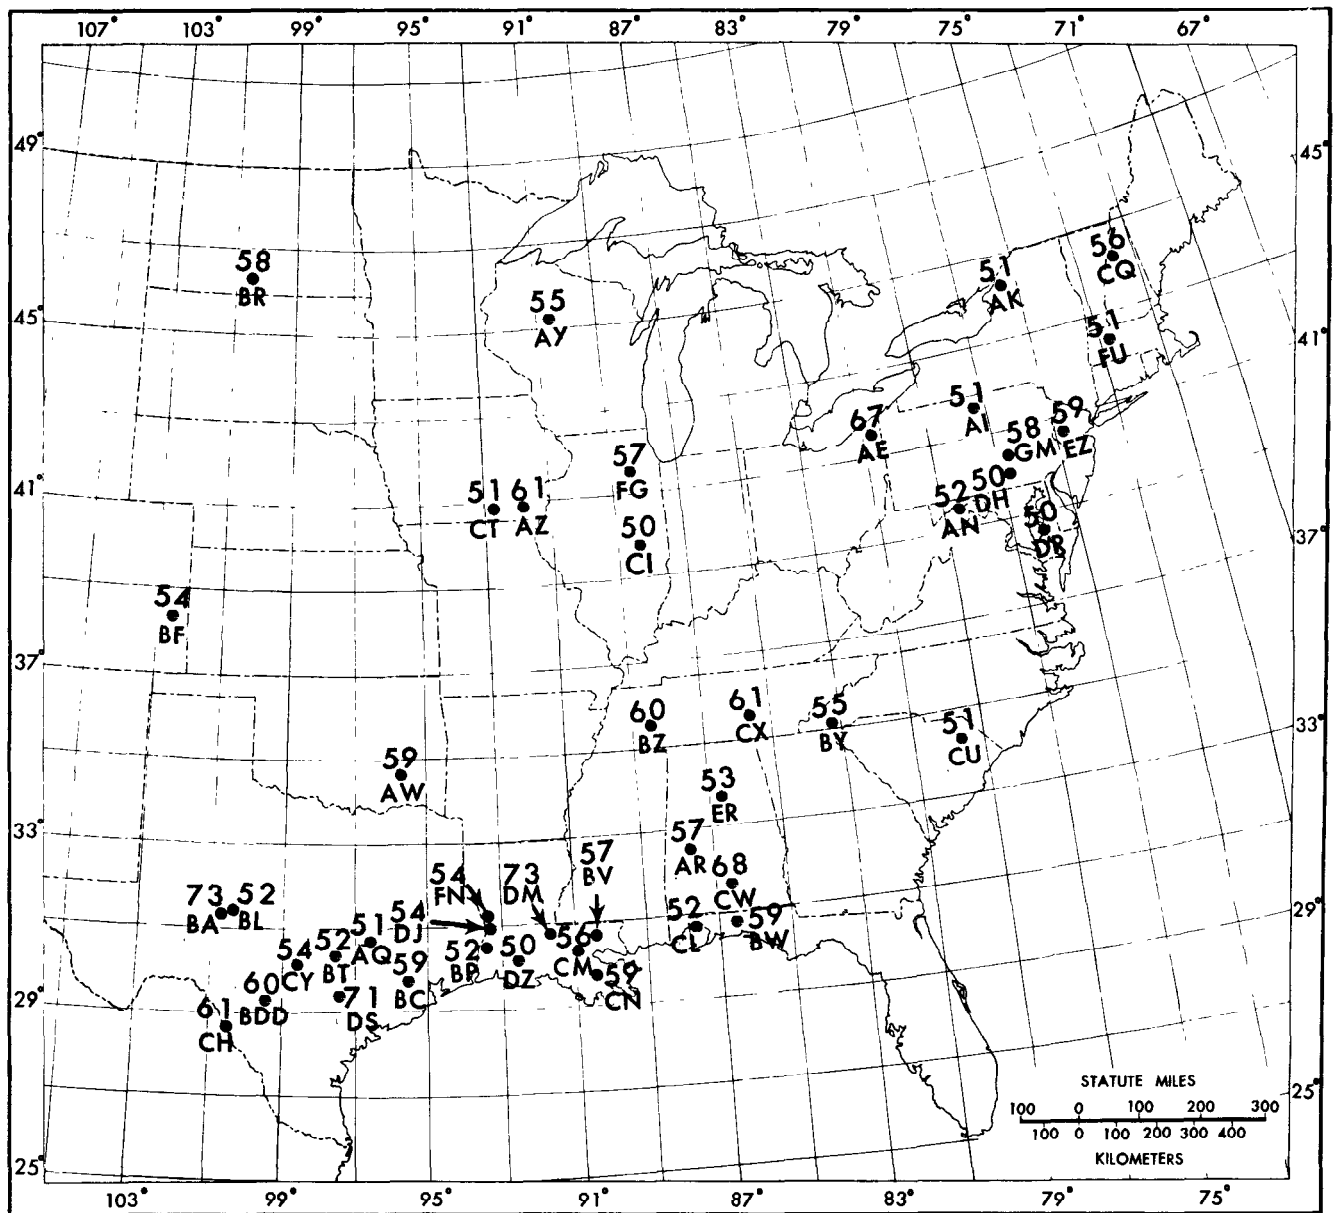 107° 103° 99° 95° 91° 87° 83° 79° 75° 71° 67°
49°
45°
45°
41°
41°
37°
37°
33°
33°
29°
29°
25°
25°
58
BR
55
AY
51
AK
56
CQ
51
FU
51
AI
67
AE
58
GM
59
EZ
50
DH
52
AN
50
57
FG
51
CT
61
AZ
50
CI
54
BF
60
BZ
61
CX
55
BY
51
CU
59
AW
53
ER
57
AR
68
CW
57
BV
52
CL
59
BW
54
FN
73
DM
54
DJ
73
BA
52
BL
51
AQ
52
BT
54
CY
52
BP
50
DZ
56
CM
59
CN
59
BC
60
BDD
71
DS
61
CH
STATUTE MILES
100 0 100 200 300
100 0 100 200 300 400
KILOMETERS
103° 99° 95° 91° 87° 83° 79° 75°